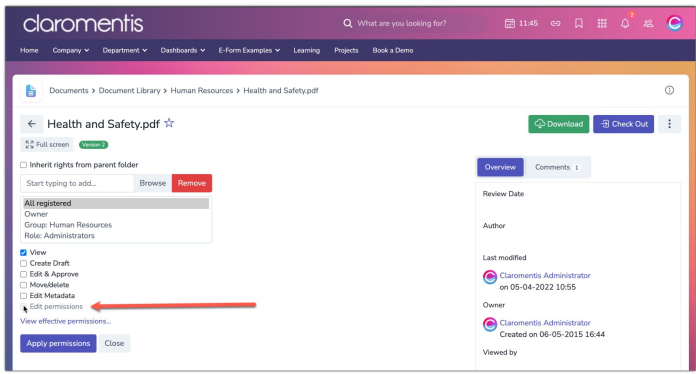 claromentis
What are you looking for?
11:45
2
Home Company Department Dashboards E-Form Examples Learning Projects Book a Demo
Documents > Document Library > Human Resources > Health and Safety.pdf
Health and Safety.pdf
Download
Check Out
Full screen
Version 2
Inherit rights from parent folder
Start typing to add...
Browse
Remove
All registered
Owner
Group: Human Resources
Role: Administrators
View
Create Draft
Edit & Approve
Move/delete
Edit Metadata
Edit permissions
View effective permissions...
Apply permissions
Close
Overview
Comments 1
Review Date
Author
Last modified
Claromentis Administrator
on 05-04-2022 10:55
Owner
Claromentis Administrator
Created on 06-05-2015 16:44
Viewed by